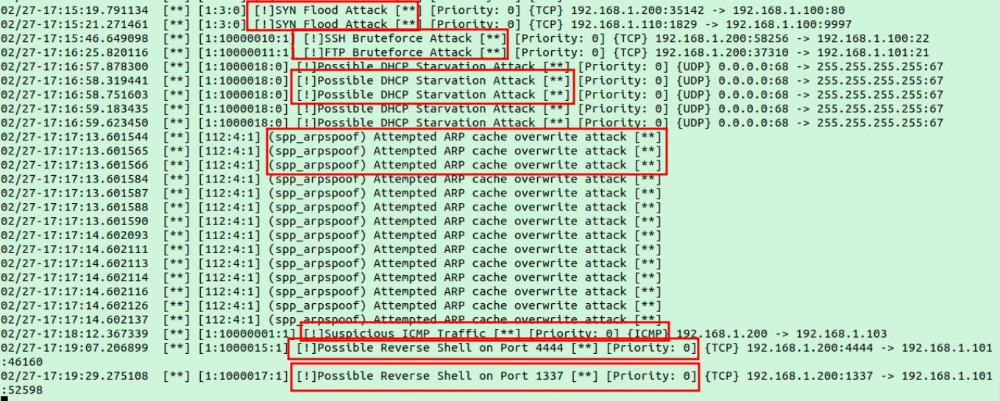 02/27-17:15:19.791134  [**] [1:3:0] [!]SYN Flood Attack [**] [Priority: 0] {TCP} 192.168.1.200:35142 -> 192.168.1.100:80
02/27-17:15:21.271461  [**] [1:3:0] [!]SYN Flood Attack [**] [Priority: 0] {TCP} 192.168.1.110:1829 -> 192.168.1.100:9997
02/27-17:15:46.649098  [**] [1:10000010:1] [!]SSH Bruteforce Attack [**] [Priority: 0] {TCP} 192.168.1.200:58256 -> 192.168.1.100:22
02/27-17:16:25.820116  [**] [1:10000011:1] [!]FTP Bruteforce Attack [**] [Priority: 0] {TCP} 192.168.1.200:37310 -> 192.168.1.101:21
02/27-17:16:57.878300  [**] [1:1000018:0] [!]Possible DHCP Starvation Attack [**] [Priority: 0] {UDP} 0.0.0.0:68 -> 255.255.255.255:67
02/27-17:16:58.319441  [**] [1:1000018:0] [!]Possible DHCP Starvation Attack [**] [Priority: 0] {UDP} 0.0.0.0:68 -> 255.255.255.255:67
02/27-17:16:58.751603  [**] [1:1000018:0] [!]Possible DHCP Starvation Attack [**] [Priority: 0] {UDP} 0.0.0.0:68 -> 255.255.255.255:67
02/27-17:16:59.183435  [**] [1:1000018:0] [!]Possible DHCP Starvation Attack [**] [Priority: 0] {UDP} 0.0.0.0:68 -> 255.255.255.255:67
02/27-17:16:59.623450  [**] [1:1000018:0] [!]Possible DHCP Starvation Attack [**] [Priority: 0] {UDP} 0.0.0.0:68 -> 255.255.255.255:67
02/27-17:17:13.601544  [**] [112:4:1] (spp_arpspoof) Attempted ARP cache overwrite attack [**]
02/27-17:17:13.601565  [**] [112:4:1] (spp_arpspoof) Attempted ARP cache overwrite attack [**]
02/27-17:17:13.601566  [**] [112:4:1] (spp_arpspoof) Attempted ARP cache overwrite attack [**]
02/27-17:17:13.601584  [**] [112:4:1] (spp_arpspoof) Attempted ARP cache overwrite attack [**]
02/27-17:17:13.601587  [**] [112:4:1] (spp_arpspoof) Attempted ARP cache overwrite attack [**]
02/27-17:17:13.601588  [**] [112:4:1] (spp_arpspoof) Attempted ARP cache overwrite attack [**]
02/27-17:17:13.601590  [**] [112:4:1] (spp_arpspoof) Attempted ARP cache overwrite attack [**]
02/27-17:17:14.602093  [**] [112:4:1] (spp_arpspoof) Attempted ARP cache overwrite attack [**]
02/27-17:17:14.602111  [**] [112:4:1] (spp_arpspoof) Attempted ARP cache overwrite attack [**]
02/27-17:17:14.602113  [**] [112:4:1] (spp_arpspoof) Attempted ARP cache overwrite attack [**]
02/27-17:17:14.602114  [**] [112:4:1] (spp_arpspoof) Attempted ARP cache overwrite attack [**]
02/27-17:17:14.602116  [**] [112:4:1] (spp_arpspoof) Attempted ARP cache overwrite attack [**]
02/27-17:17:14.602126  [**] [112:4:1] (spp_arpspoof) Attempted ARP cache overwrite attack [**]
02/27-17:17:14.602137  [**] [112:4:1] (spp_arpspoof) Attempted ARP cache overwrite attack [**]
02/27-17:18:12.367339  [**] [1:10000001:1] [!]Suspicious ICMP Traffic [**] [Priority: 0] {ICMP} 192.168.1.200 -> 192.168.1.103
02/27-17:19:07.206899  [**] [1:1000015:1] [!]Possible Reverse Shell on Port 4444 [**] [Priority: 0] {TCP} 192.168.1.200:4444 -> 192.168.1.101
:46160
02/27-17:19:29.275108  [**] [1:1000017:1] [!]Possible Reverse Shell on Port 1337 [**] [Priority: 0] {TCP} 192.168.1.200:1337 -> 192.168.1.101
:52598